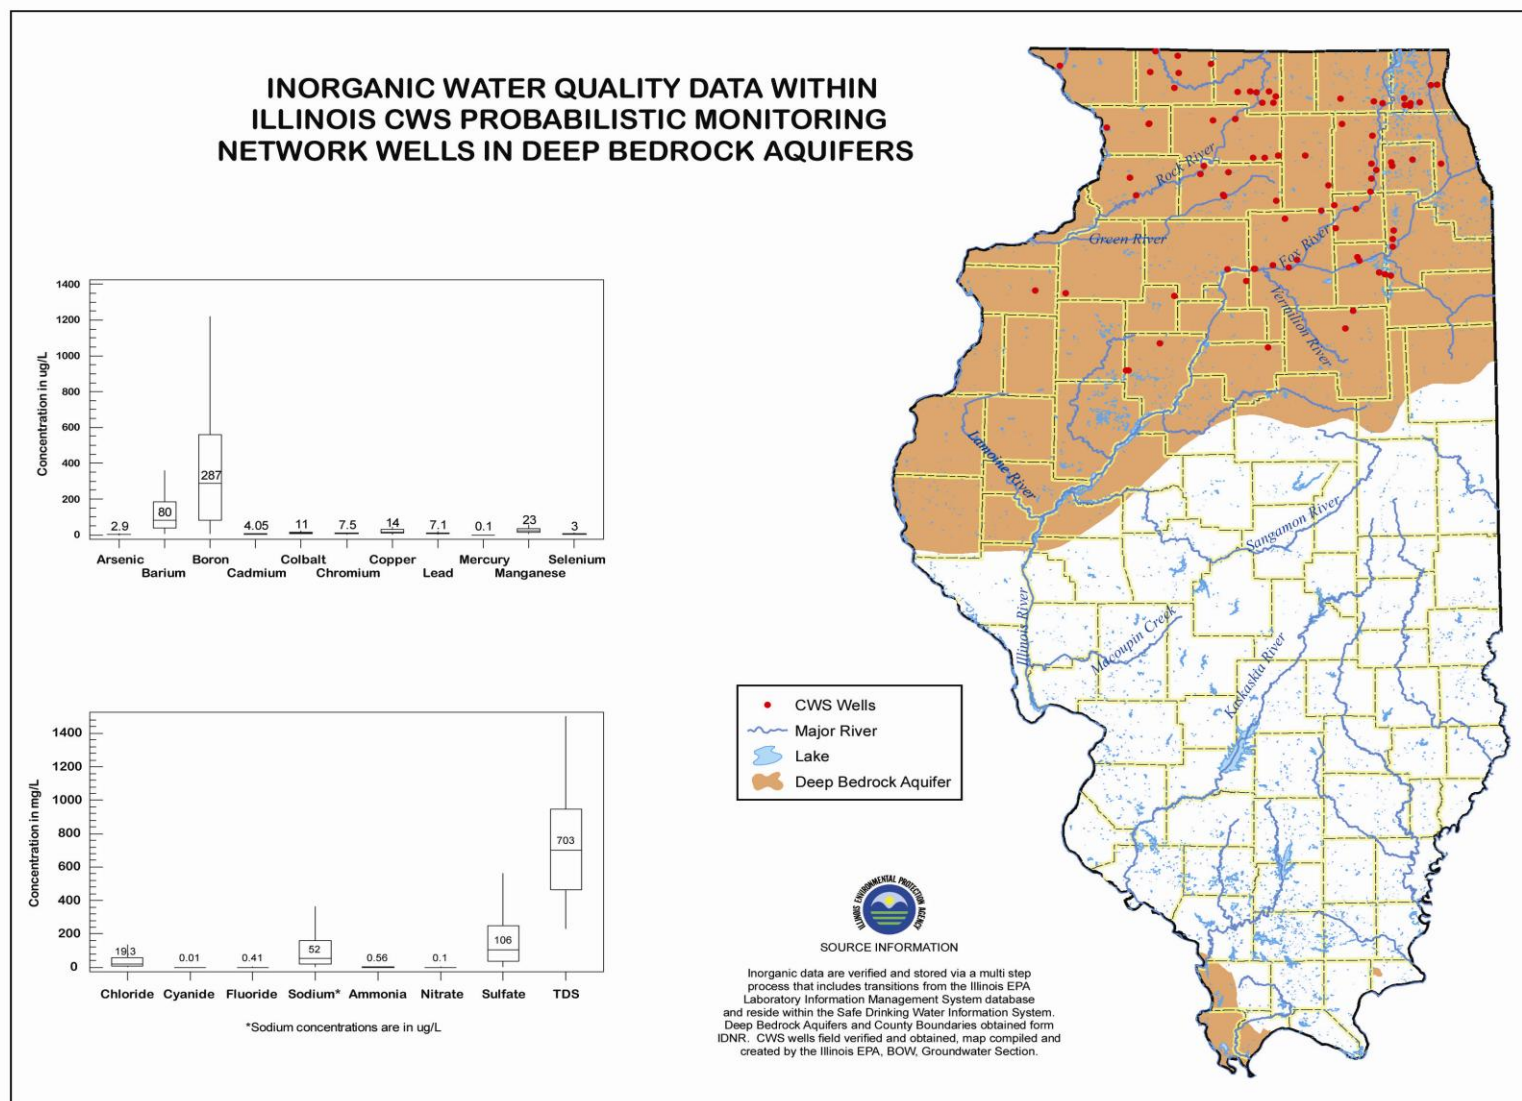 INORGANIC WATER QUALITY DATA WITHIN
ILLINOIS CWS PROBABILISTIC MONITORING
NETWORK WELLS IN DEEP BEDROCK AQUIFERS
Concentration in ug/L
1400
1200
1000
800
600
400
200
0
2.9
80
287
4.05
11
7.5
14
7.1
0.1
23
3
Arsenic
Barium
Boron
Cadmium
Colbalt
Chromium
Copper
Lead
Mercury
Manganese
Selenium
Concentration in mg/L
1400
1200
1000
800
600
400
200
0
19.3
0.01
0.41
52
0.56
0.1
106
703
Chloride
Cyanide
Fluoride
Sodium*
Ammonia
Nitrate
Sulfate
TDS
*Sodium concentrations are in ug/L
Rock River
Green River
Fox River
Vermilion River
Lamoine River
Sangamon River
Illinois River
Macoupin Creek
Kaskaskia River
CWS Wells
Major River
Lake
Deep Bedrock Aquifer
ILLINOIS ENVIRONMENTAL PROTECTION AGENCY
SOURCE INFORMATION
Inorganic data are verified and stored via a multi step
process that includes transitions from the Illinois EPA
Laboratory Information Management System database
and reside within the Safe Drinking Water Information System.
Deep Bedrock Aquifers and County Boundaries obtained form
IDNR. CWS wells field verified and obtained, map compiled and
created by the Illinois EPA, BOW, Groundwater Section.